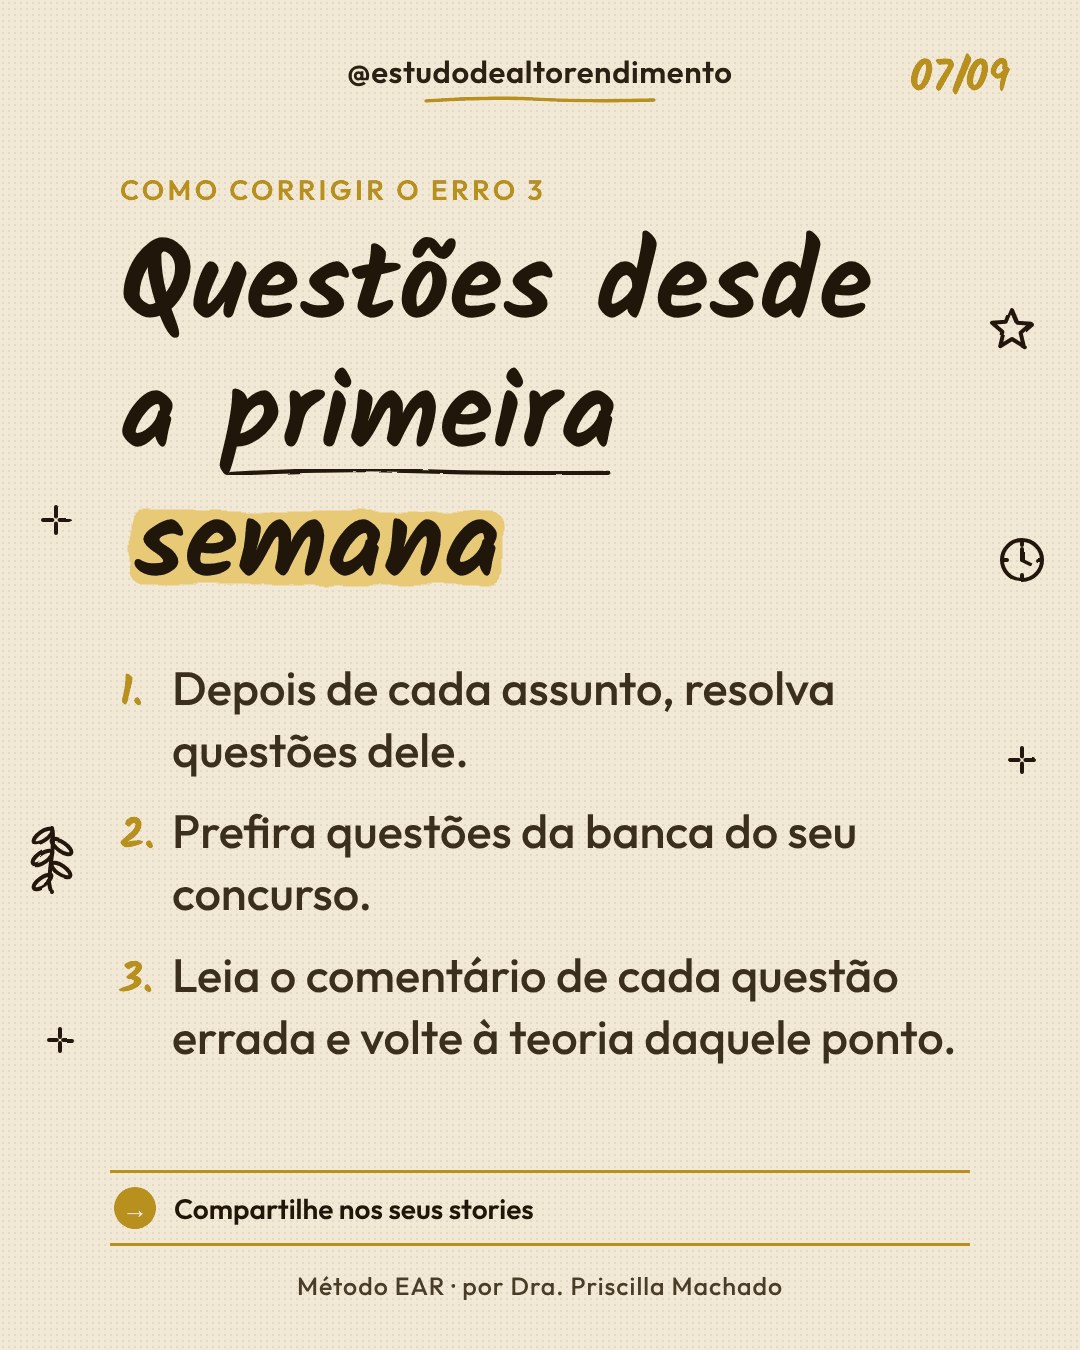 @estudodealtorendimento
07/09
COMO CORRIGIR O ERRO 3
Questões desde
a primeira
semana
1. Depois de cada assunto, resolva
questões dele.
2. Prefira questões da banca do seu
concurso.
3. Leia o comentário de cada questão
errada e volte à teoria daquele ponto.
→ Compartilhe nos seus stories
Método EAR · por Dra. Priscilla Machado